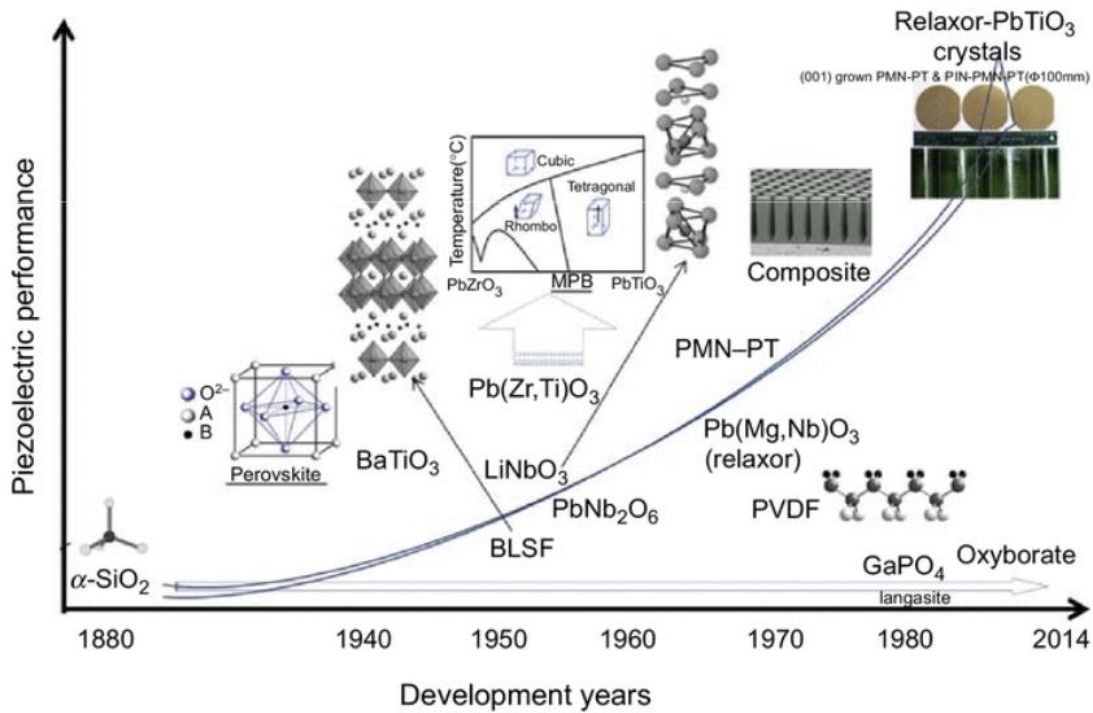 Relaxor-PbTiO₃
crystals
(001) grown PMN-PT & PIN-PMN-PT(Φ100mm)
Piezoelectric performance
Temperature(°C)
Cubic
Tetragonal
Rhombo
PbZrO₃
MPB
PbTiO₃
Composite
PMN–PT
Pb(Zr,Ti)O₃
O²⁻
A
B
Perovskite
BaTiO₃
LiNbO₃
Pb(Mg,Nb)O₃
(relaxor)
PbNb₂O₆
PVDF
BLSF
α-SiO₂
GaPO₄
Oxyborate
langasite
1880
1940
1950
1960
1970
1980
2014
Development years